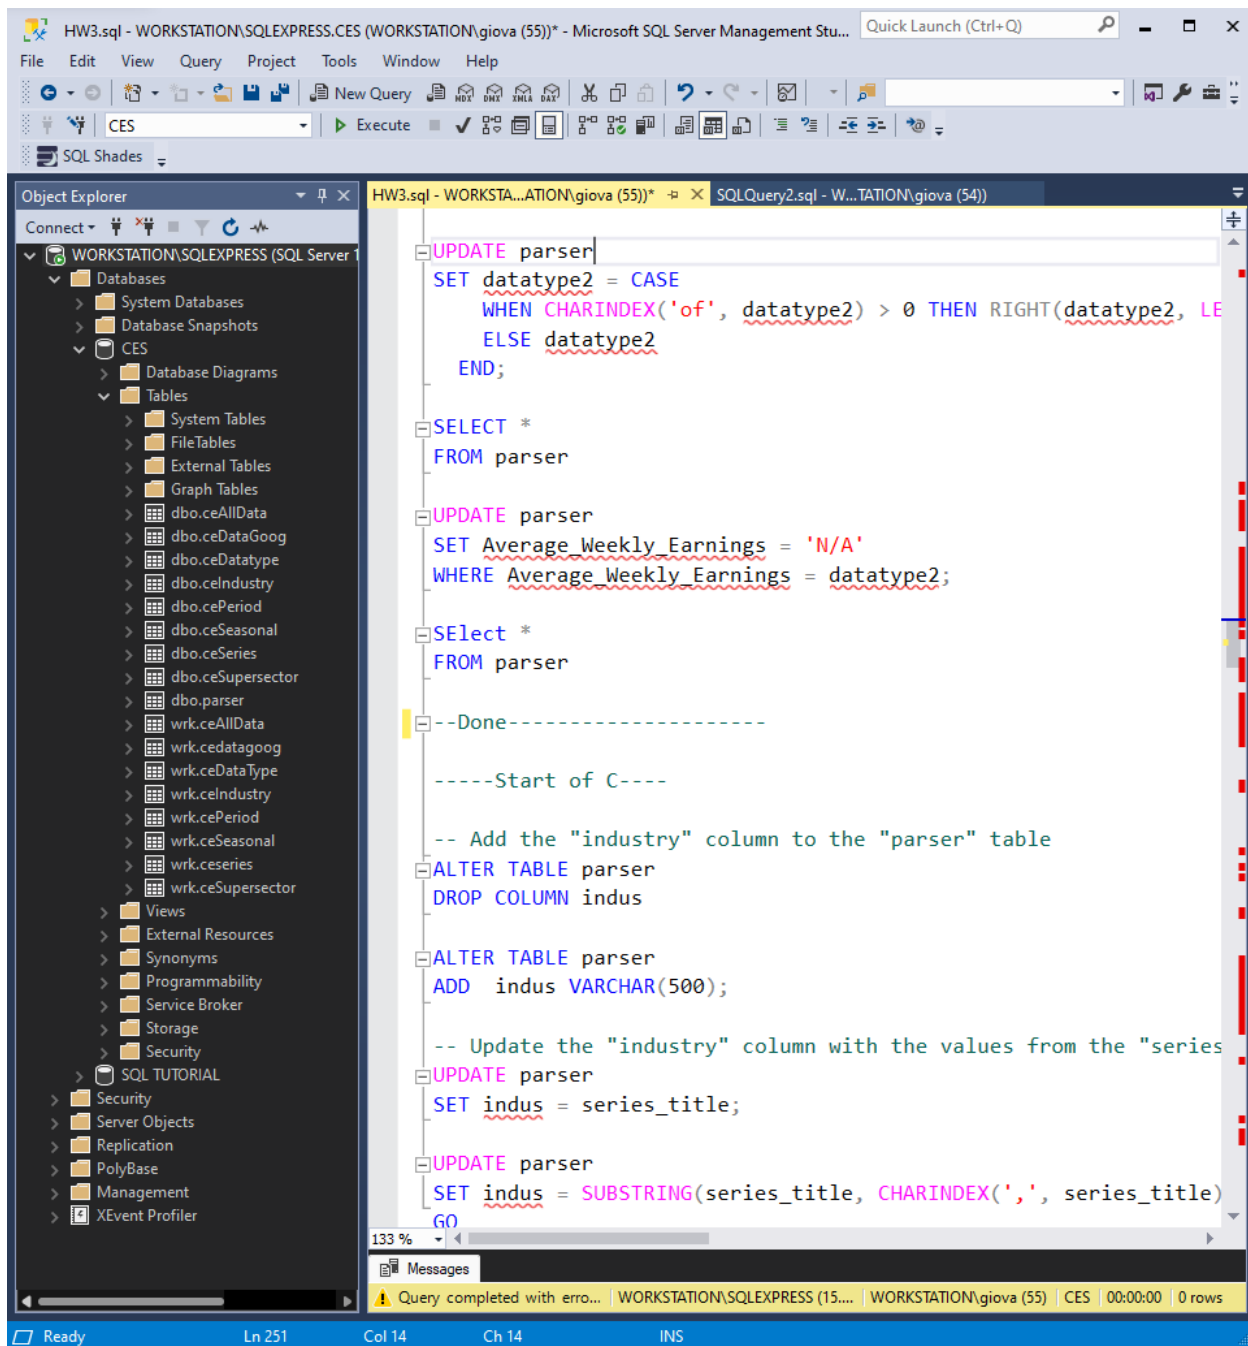 HW3.sql - WORKSTATION\SQLEXPRESS.CES (WORKSTATION\giova (55))* - Microsoft SQL Server Management Stu...
Quick Launch (Ctrl+Q)
File Edit View Query Project Tools Window Help
New Query
MDX DMX XMLA DAX
CES
Execute
SQL Shades
Object Explorer
HW3.sql - WORKSTA...ATION\giova (55))*
SQLQuery2.sql - W...TATION\giova (54))
Connect
WORKSTATION\SQLEXPRESS (SQL Server 1
Databases
System Databases
Database Snapshots
CES
Database Diagrams
Tables
System Tables
FileTables
External Tables
Graph Tables
dbo.ceAllData
dbo.ceDataGoog
dbo.ceDatatype
dbo.ceIndustry
dbo.cePeriod
dbo.ceSeasonal
dbo.ceSeries
dbo.ceSupersector
dbo.parser
wrk.ceAllData
wrk.cedatagoog
wrk.ceDataType
wrk.ceIndustry
wrk.cePeriod
wrk.ceSeasonal
wrk.ceseries
wrk.ceSupersector
Views
External Resources
Synonyms
Programmability
Service Broker
Storage
Security
SQL TUTORIAL
Security
Server Objects
Replication
PolyBase
Management
XEvent Profiler
UPDATE parser
SET datatype2 = CASE
WHEN CHARINDEX('of', datatype2) > 0 THEN RIGHT(datatype2, LE
ELSE datatype2
END;
SELECT *
FROM parser
UPDATE parser
SET Average_Weekly_Earnings = 'N/A'
WHERE Average_Weekly_Earnings = datatype2;
SElect *
FROM parser
--Done---------------------
-----Start of C----
-- Add the "industry" column to the "parser" table
ALTER TABLE parser
DROP COLUMN indus
ALTER TABLE parser
ADD  indus VARCHAR(500);
-- Update the "industry" column with the values from the "series
UPDATE parser
SET indus = series_title;
UPDATE parser
SET indus = SUBSTRING(series_title, CHARINDEX(',', series_title)
GO
133 %
Messages
Query completed with erro... WORKSTATION\SQLEXPRESS (15.... WORKSTATION\giova (55) CES 00:00:00 0 rows
Ready Ln 251 Col 14 Ch 14 INS